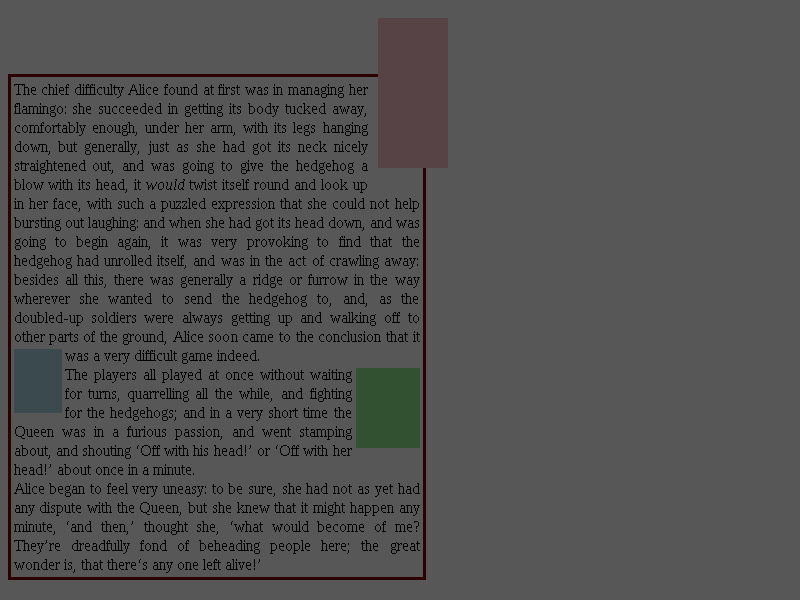 The chief difficulty Alice found at first was in managing her
flamingo: she succeeded in getting its body tucked away,
comfortably enough, under her arm, with its legs hanging
down, but generally, just as she had got its neck nicely
straightened out, and was going to give the hedgehog a
blow with its head, it would twist itself round and look up
in her face, with such a puzzled expression that she could not help
bursting out laughing: and when she had got its head down, and was
going to begin again, it was very provoking to find that the
hedgehog had unrolled itself, and was in the act of crawling away:
besides all this, there was generally a ridge or furrow in the way
wherever she wanted to send the hedgehog to, and, as the
doubled-up soldiers were always getting up and walking off to
other parts of the ground, Alice soon came to the conclusion that it
was a very difficult game indeed.
The players all played at once without waiting
for turns, quarrelling all the while, and fighting
for the hedgehogs; and in a very short time the
Queen was in a furious passion, and went stamping
about, and shouting ‘Off with his head!’ or ‘Off with her
head!’ about once in a minute.
Alice began to feel very uneasy: to be sure, she had not as yet had
any dispute with the Queen, but she knew that it might happen any
minute, ‘and then,’ thought she, ‘what would become of me?
They’re dreadfully fond of beheading people here; the great
wonder is, that there‘s any one left alive!’